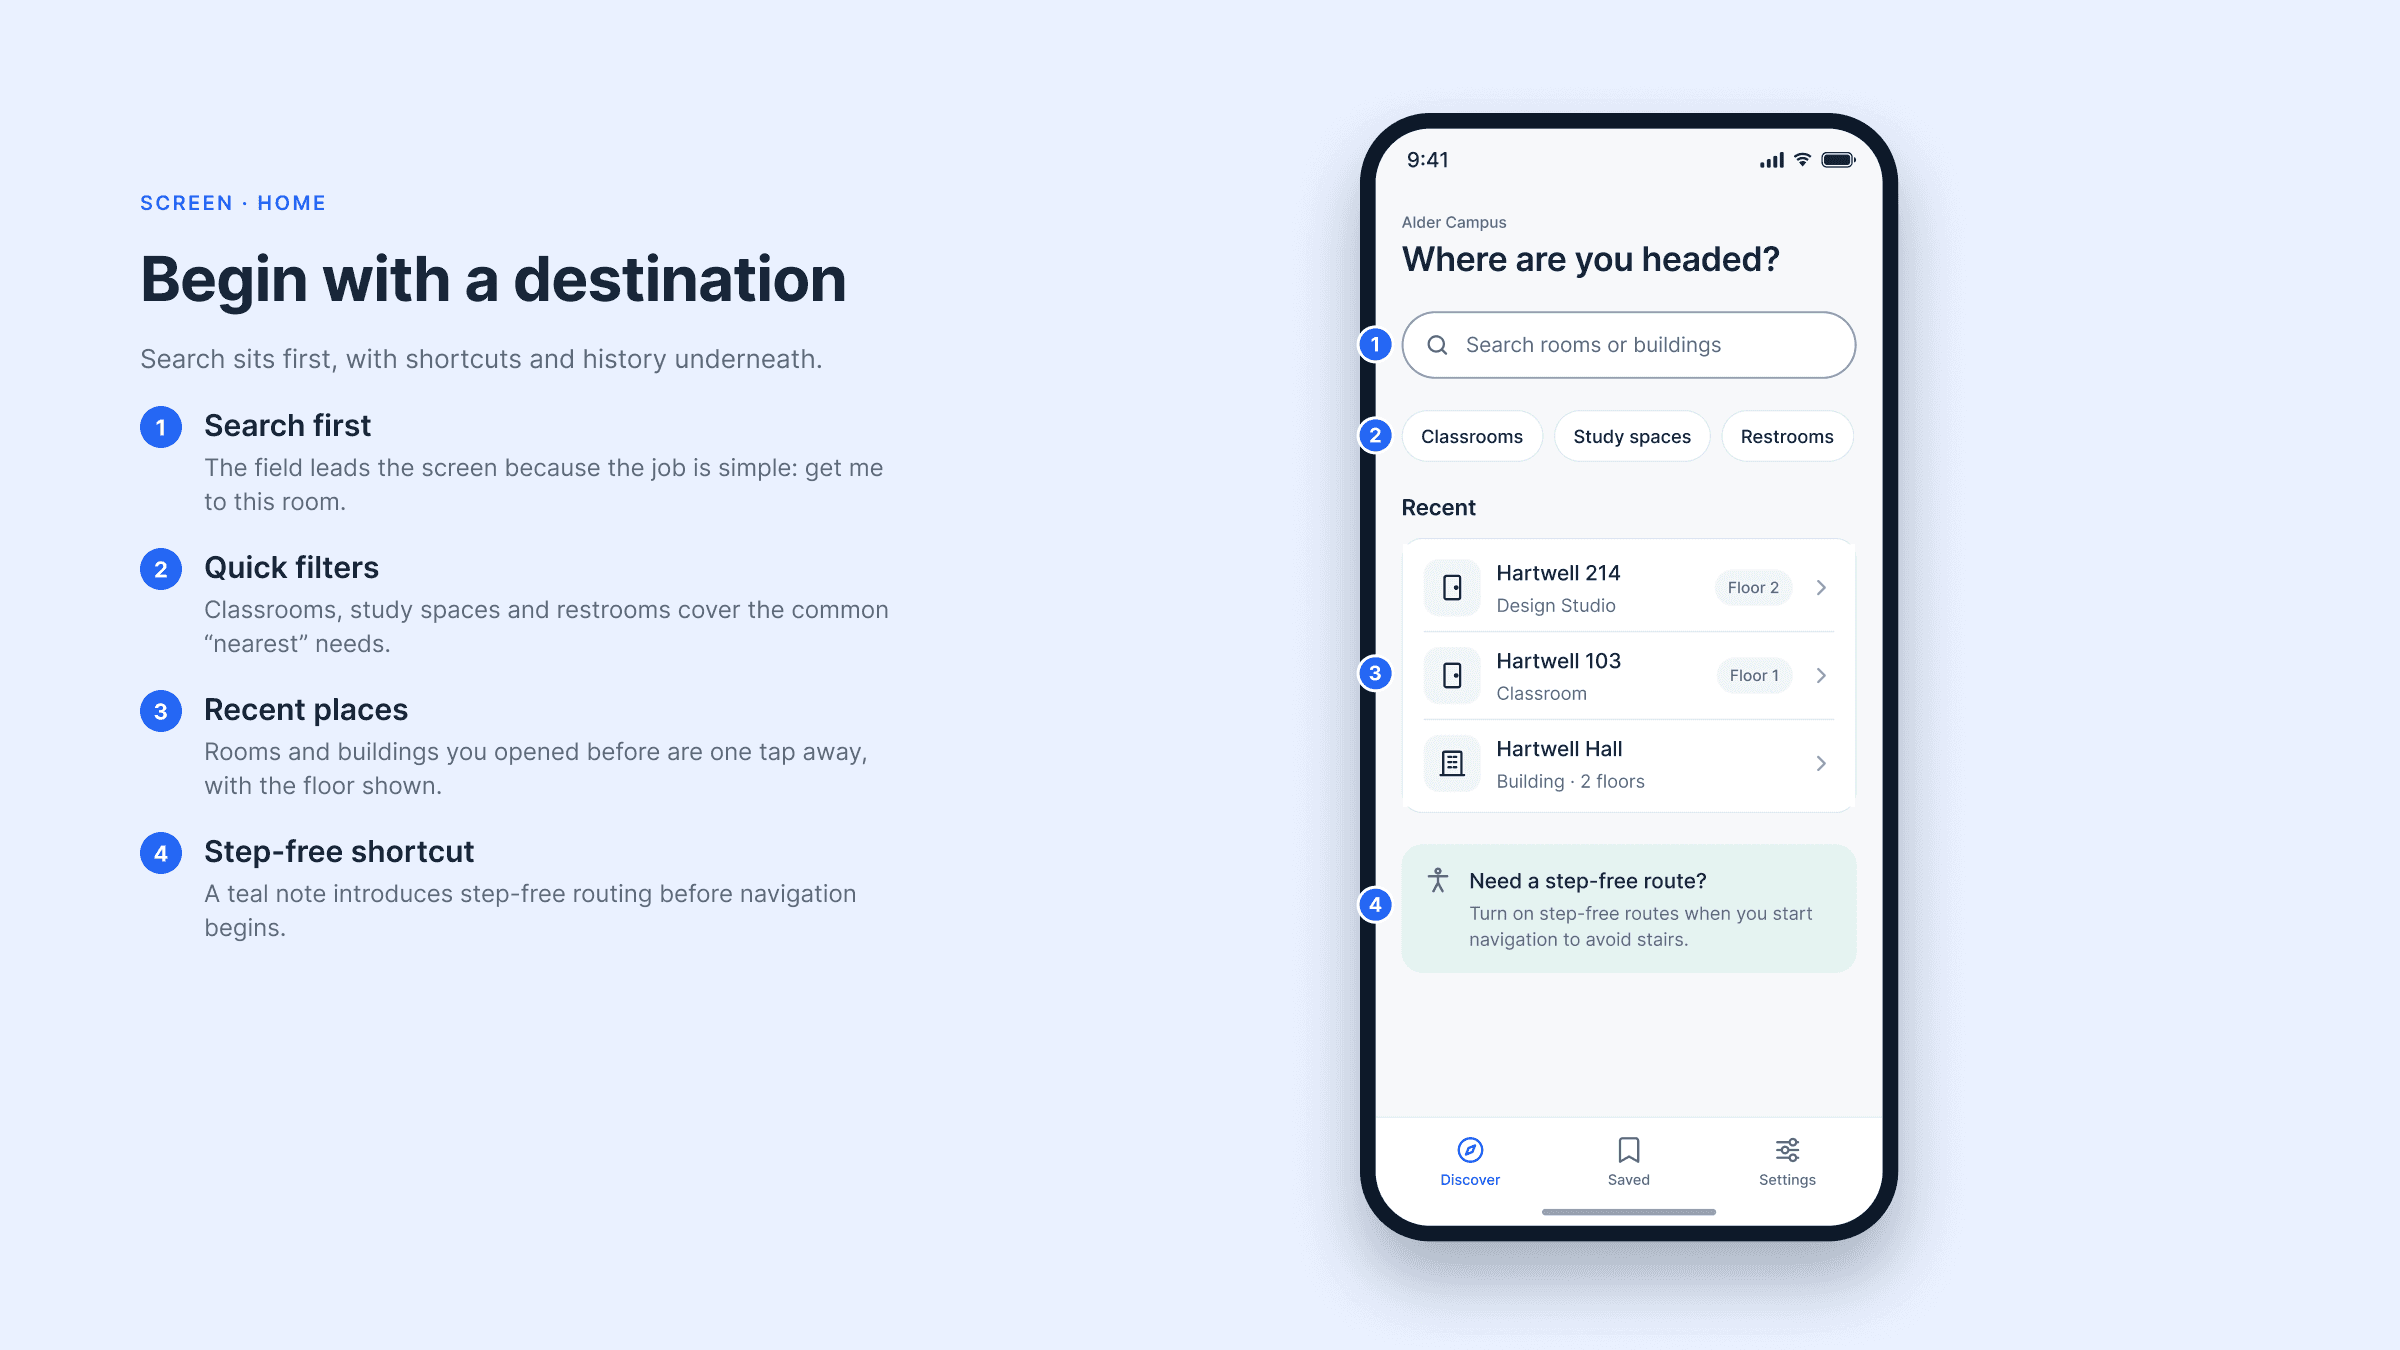 SCREEN · HOME
Begin with a destination
Search sits first, with shortcuts and history underneath.
1
Search first
The field leads the screen because the job is simple: get me
to this room.
2
Quick filters
Classrooms, study spaces and restrooms cover the common
“nearest” needs.
3
Recent places
Rooms and buildings you opened before are one tap away,
with the floor shown.
4
Step-free shortcut
A teal note introduces step-free routing before navigation
begins.
9:41
Alder Campus
Where are you headed?
1
Search rooms or buildings
2
Classrooms
Study spaces
Restrooms
Recent
Hartwell 214
Design Studio
Floor 2
3
Hartwell 103
Classroom
Floor 1
Hartwell Hall
Building · 2 floors
4
Need a step-free route?
Turn on step-free routes when you start
navigation to avoid stairs.
Discover
Saved
Settings